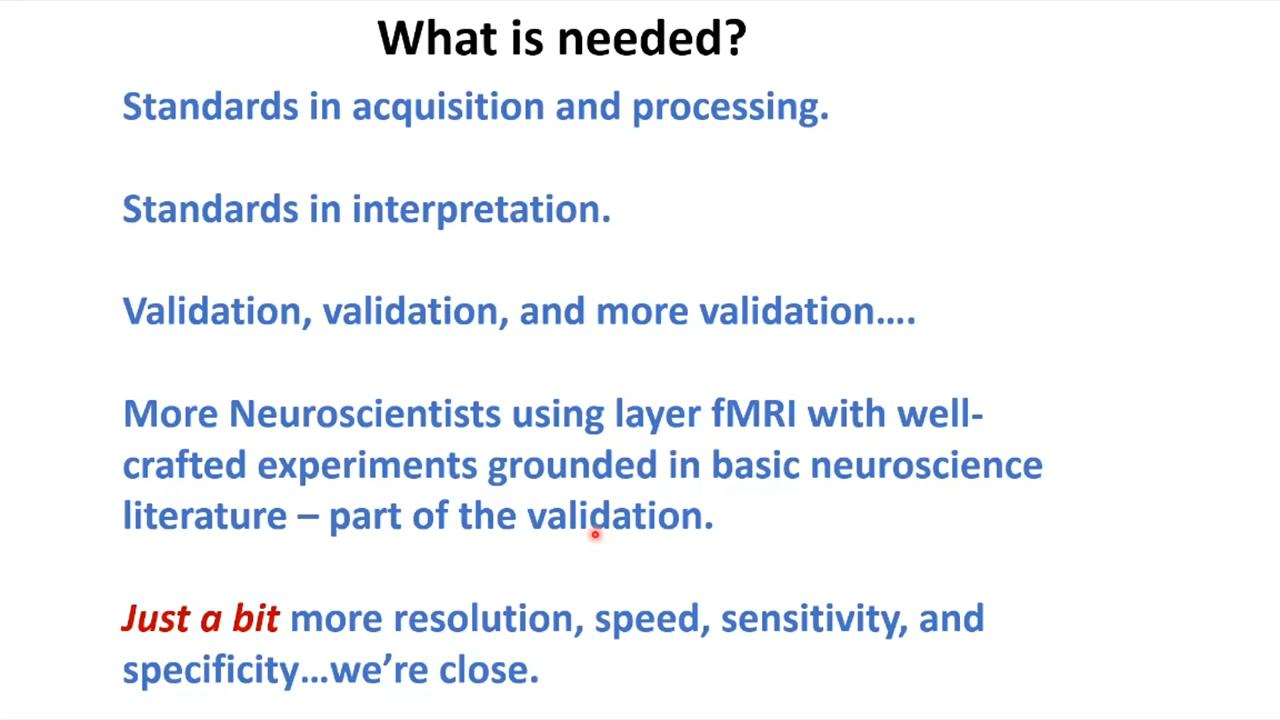 What is needed?
Standards in acquisition and processing.
Standards in interpretation.
Validation, validation, and more validation….
More Neuroscientists using layer fMRI with well-
crafted experiments grounded in basic neuroscience
literature – part of the validation.
Just a bit more resolution, speed, sensitivity, and
specificity…we’re close.